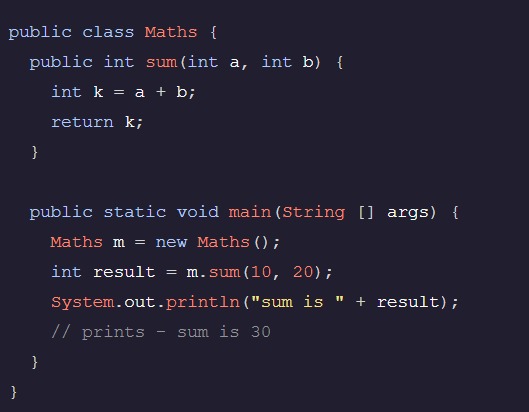 public class Maths {
  public int sum(int a, int b) {
    int k = a + b;
    return k;
  }

  public static void main(String [] args) {
    Maths m = new Maths();
    int result = m.sum(10, 20);
    System.out.println("sum is " + result);
    // prints - sum is 30
  }
}